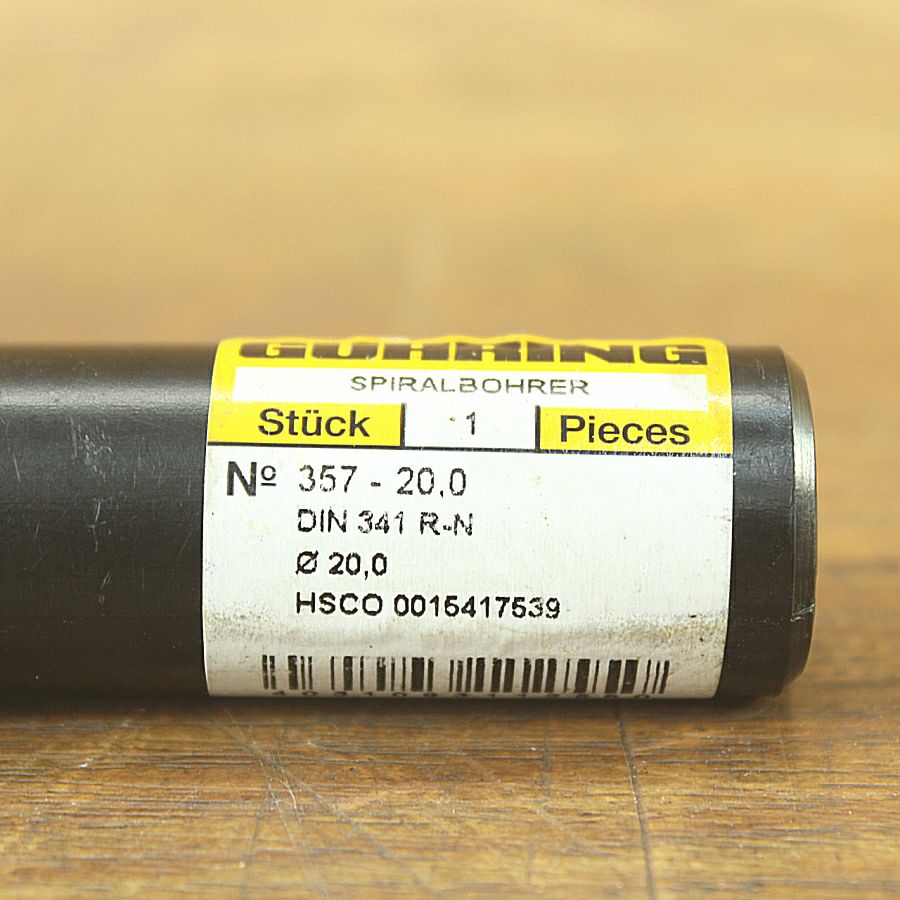 GÜHRING
SPIRALBOHRER
Stück 1 Pieces
Nº 357 - 20,0
DIN 341 R-N
Ø 20,0
HSCO 0015417539